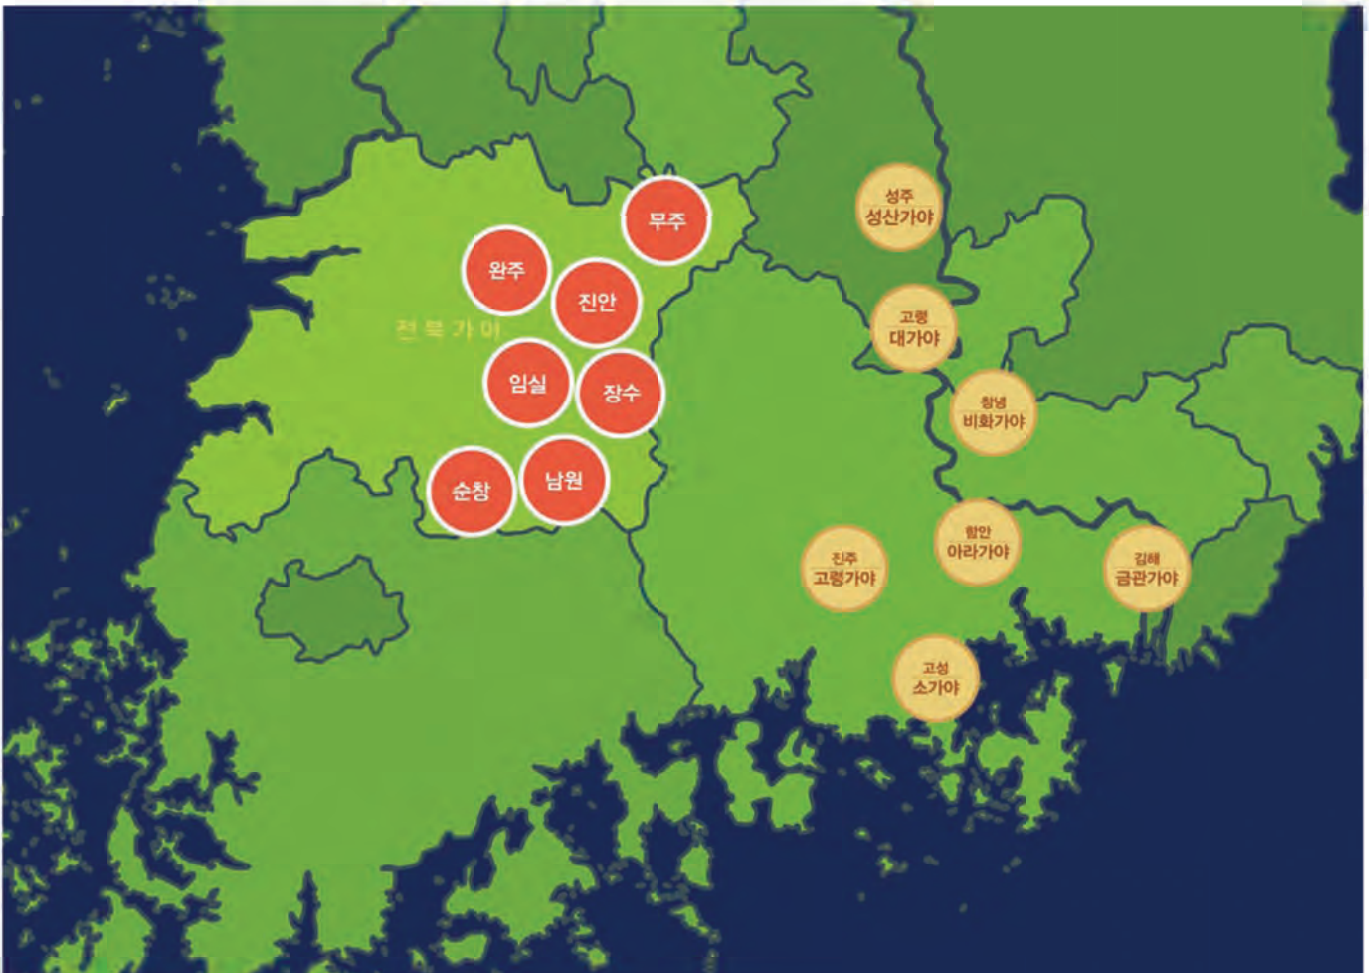 무주
완주
진안
전북가야
임실
장수
순창
남원
성주
성산가야
고령
대가야
창녕
비화가야
함안
아라가야
진주
고령가야
김해
금관가야
고성
소가야